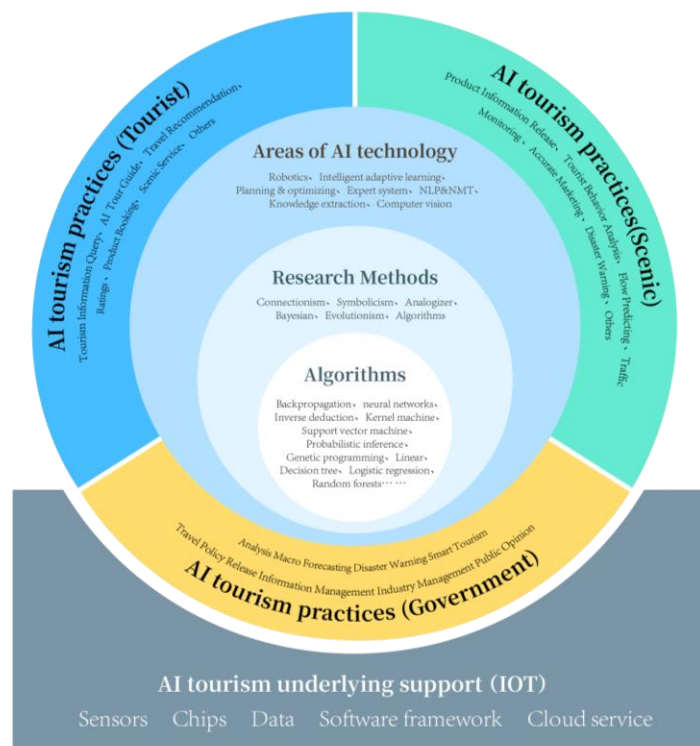 AI tourism practices (Tourist)
Tourism Information Query、AI Tour Guide、Travel Recommendation、
Ratings、Product Booking、Scenic Service、Others
AI tourism practices(Scenic)
Product Information Release、Tourist Behavior Analysis、Flow Predicting、Traffic
Monitoring、Accurate Marketing、Disaster Warning、Others
Areas of AI technology
Robotics、Intelligent adaptive learning、
Planning & optimizing、Expert system、NLP&NMT、
Knowledge extraction、Computer vision
Research Methods
Connectionism、Symbolicism、Analogizer、
Bayesian、Evolutionism、Algorithms
Algorithms
Backpropagation、neural networks、
Inverse deduction、Kernel machine、
Support vector machine、
Probabilistic inference、
Genetic programming、Linear、
Decision tree、Logistic regression、
Random forests……
Analysis Macro Forecasting Disaster Warning Smart Tourism
Travel Policy Release Information Management Industry Management Public Opinion
AI tourism practices (Government)
AI tourism underlying support (IOT)
Sensors Chips Data Software framework Cloud service